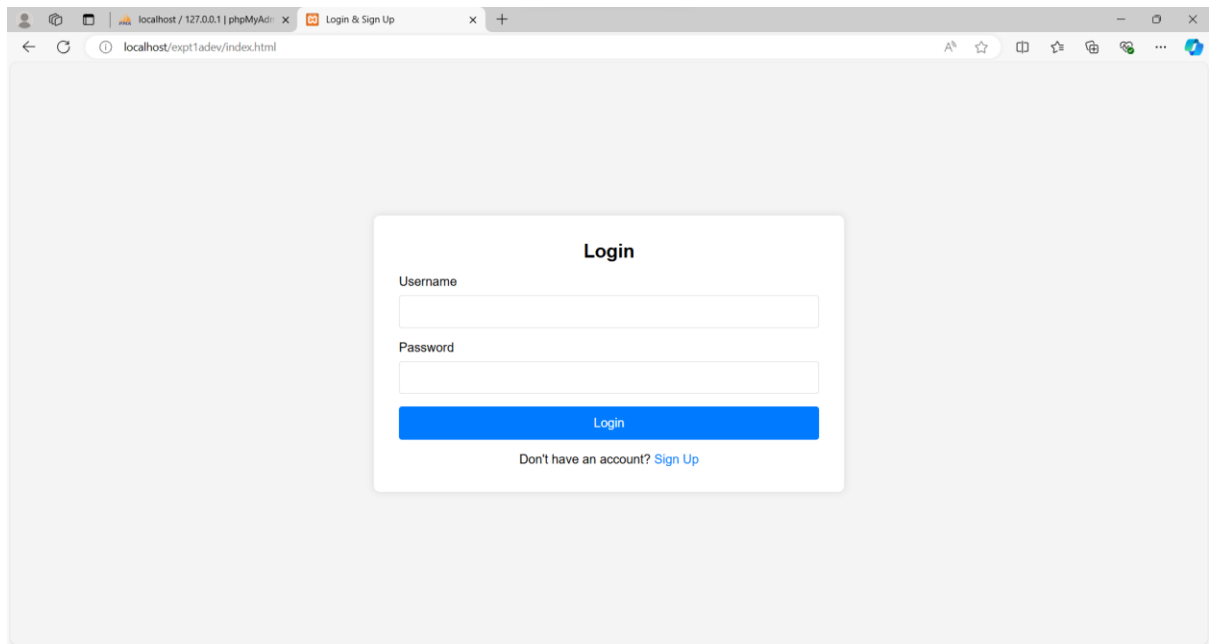 localhost / 127.0.0.1 | phpMyAdm
Login & Sign Up
localhost/expt1adev/index.html
Login
Username
Password
Login
Don't have an account? Sign Up